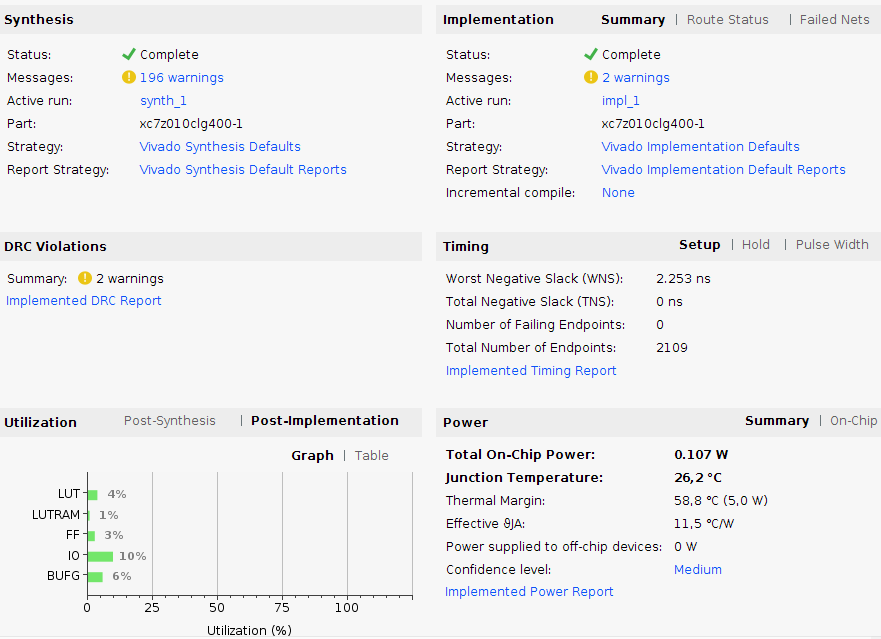 Synthesis
Status: Complete
Messages: 196 warnings
Active run: synth_1
Part: xc7z010clg400-1
Strategy: Vivado Synthesis Defaults
Report Strategy: Vivado Synthesis Default Reports
Implementation Summary | Route Status | Failed Nets
Status: Complete
Messages: 2 warnings
Active run: impl_1
Part: xc7z010clg400-1
Strategy: Vivado Implementation Defaults
Report Strategy: Vivado Implementation Default Reports
Incremental compile: None
DRC Violations
Summary: 2 warnings
Implemented DRC Report
Timing Setup | Hold | Pulse Width
Worst Negative Slack (WNS): 2.253 ns
Total Negative Slack (TNS): 0 ns
Number of Failing Endpoints: 0
Total Number of Endpoints: 2109
Implemented Timing Report
Utilization Post-Synthesis | Post-Implementation
Graph | Table
LUT 4%
LUTRAM 1%
FF 3%
IO 10%
BUFG 6%
0 25 50 75 100
Utilization (%)
Power Summary | On-Chip
Total On-Chip Power: 0.107 W
Junction Temperature: 26,2 °C
Thermal Margin: 58,8 °C (5,0 W)
Effective ϑJA: 11,5 °C/W
Power supplied to off-chip devices: 0 W
Confidence level: Medium
Implemented Power Report